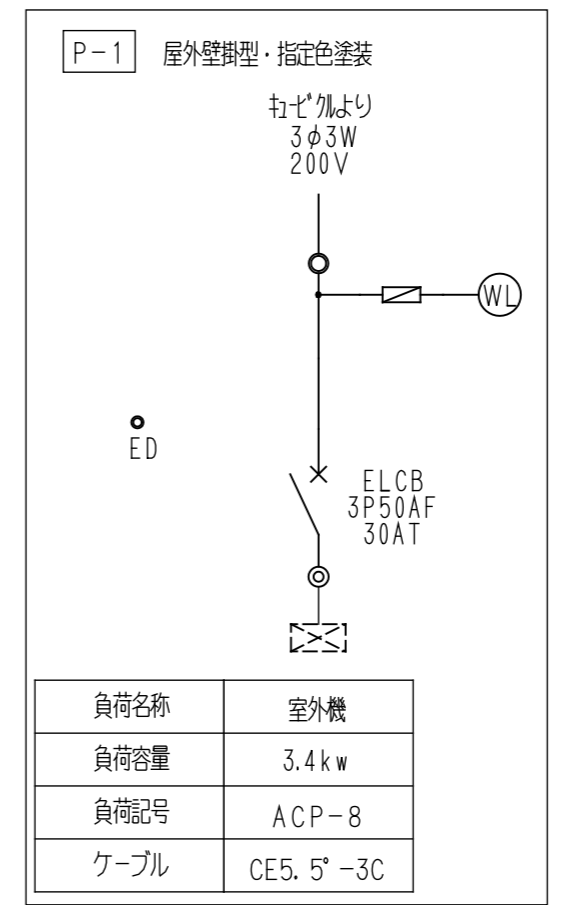 P-1 屋外壁掛型・指定色塗装
キュービクルより
3φ3W
200V
WL
ED
ELCB
3P50AF
30AT
負荷名称 室外機
負荷容量 3.4kw
負荷記号 ACP-8
ケーブル CE5.5°-3C